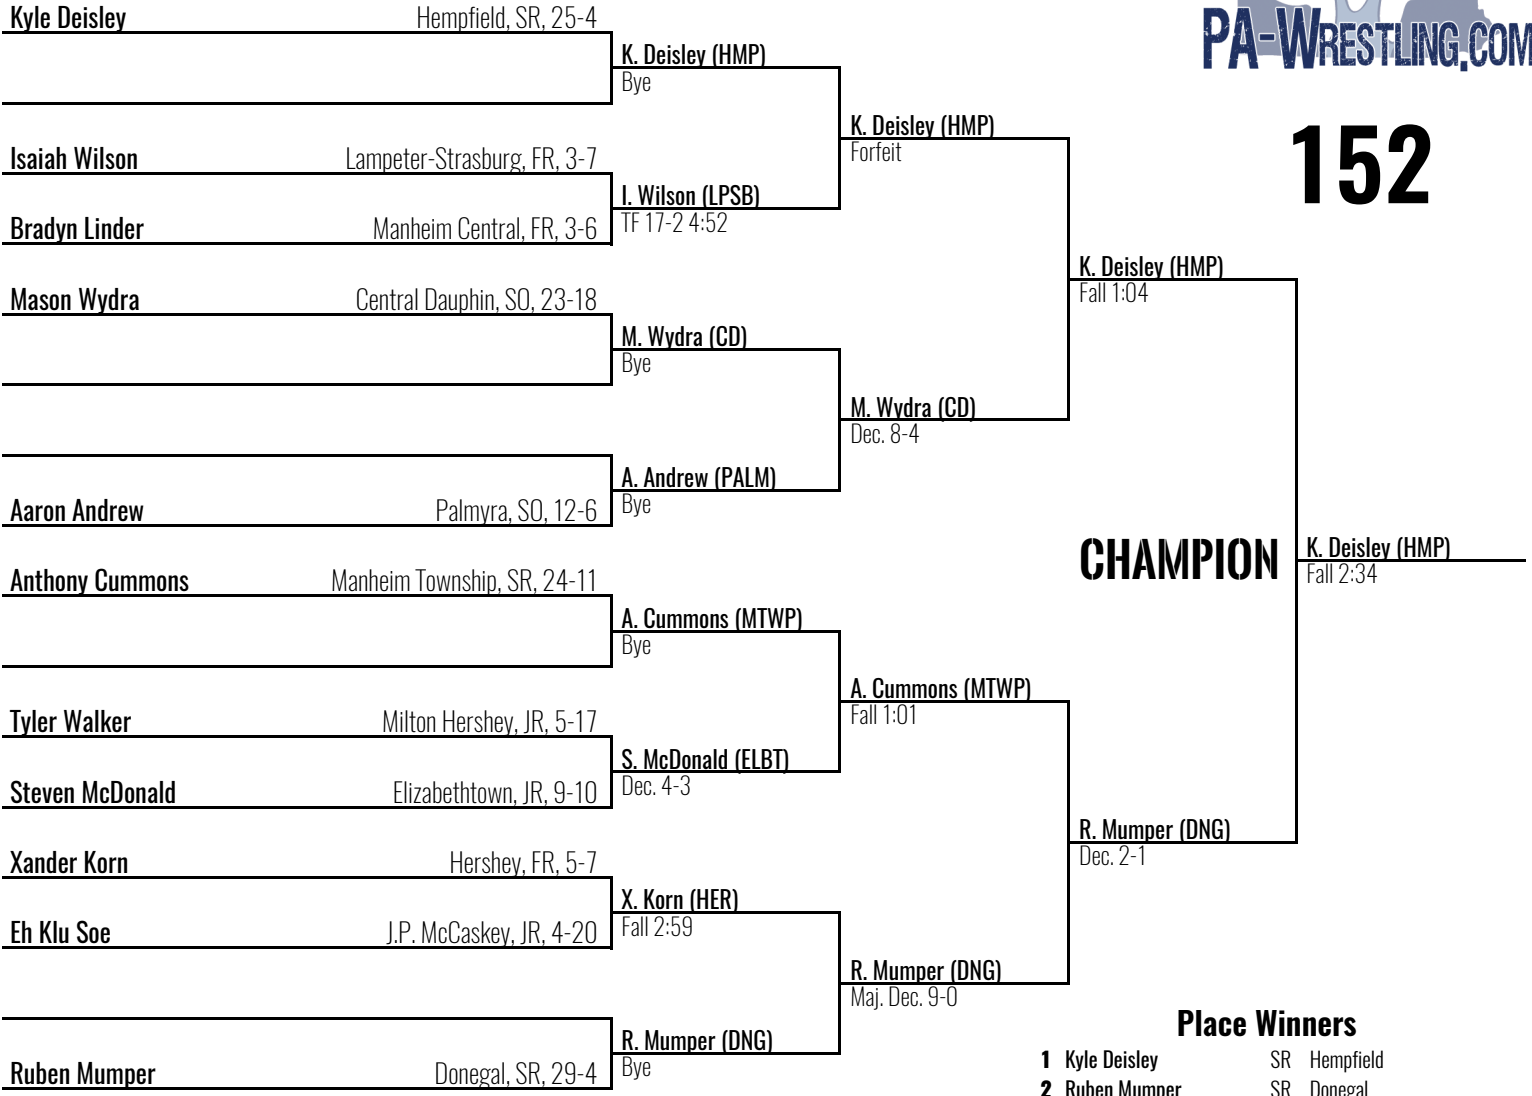 PA-WRESTLING.COM
152
Kyle Deisley Hempfield, SR, 25-4
K. Deisley (HMP)
Bye
K. Deisley (HMP)
Forfeit
Isaiah Wilson Lampeter-Strasburg, FR, 3-7
I. Wilson (LPSB)
TF 17-2 4:52
Bradyn Linder Manheim Central, FR, 3-6
K. Deisley (HMP)
Fall 1:04
Mason Wydra Central Dauphin, SO, 23-18
M. Wydra (CD)
Bye
M. Wydra (CD)
Dec. 8-4
A. Andrew (PALM)
Bye
Aaron Andrew Palmyra, SO, 12-6
CHAMPION
K. Deisley (HMP)
Fall 2:34
Anthony Cummons Manheim Township, SR, 24-11
A. Cummons (MTWP)
Bye
A. Cummons (MTWP)
Fall 1:01
Tyler Walker Milton Hershey, JR, 5-17
S. McDonald (ELBT)
Dec. 4-3
Steven McDonald Elizabethtown, JR, 9-10
R. Mumper (DNG)
Dec. 2-1
Xander Korn Hershey, FR, 5-7
X. Korn (HER)
Fall 2:59
Eh Klu Soe J.P. McCaskey, JR, 4-20
R. Mumper (DNG)
Maj. Dec. 9-0
R. Mumper (DNG)
Bye
Ruben Mumper Donegal, SR, 29-4
Place Winners
1 Kyle Deisley SR Hempfield
2 Ruben Mumper SR Donegal